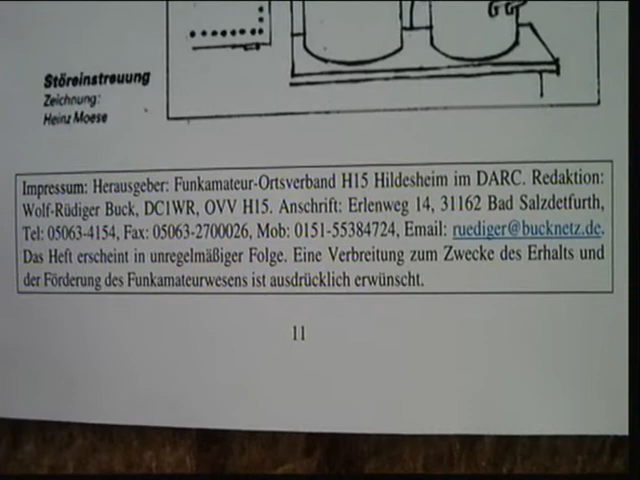 Störeinstreuung
Zeichnung:
Heinz Moese
Impressum: Herausgeber: Funkamateur-Ortsverband H15 Hildesheim im DARC. Redaktion:
Wolf-Rüdiger Buck, DC1WR, OVV H15. Anschrift: Erlenweg 14, 31162 Bad Salzdetfurth,
Tel: 05063-4154, Fax: 05063-2700026, Mob: 0151-55384724, Email: ruediger@bucknetz.de.
Das Heft erscheint in unregelmäßiger Folge. Eine Verbreitung zum Zwecke des Erhalts und
der Förderung des Funkamateurwesens ist ausdrücklich erwünscht.
11